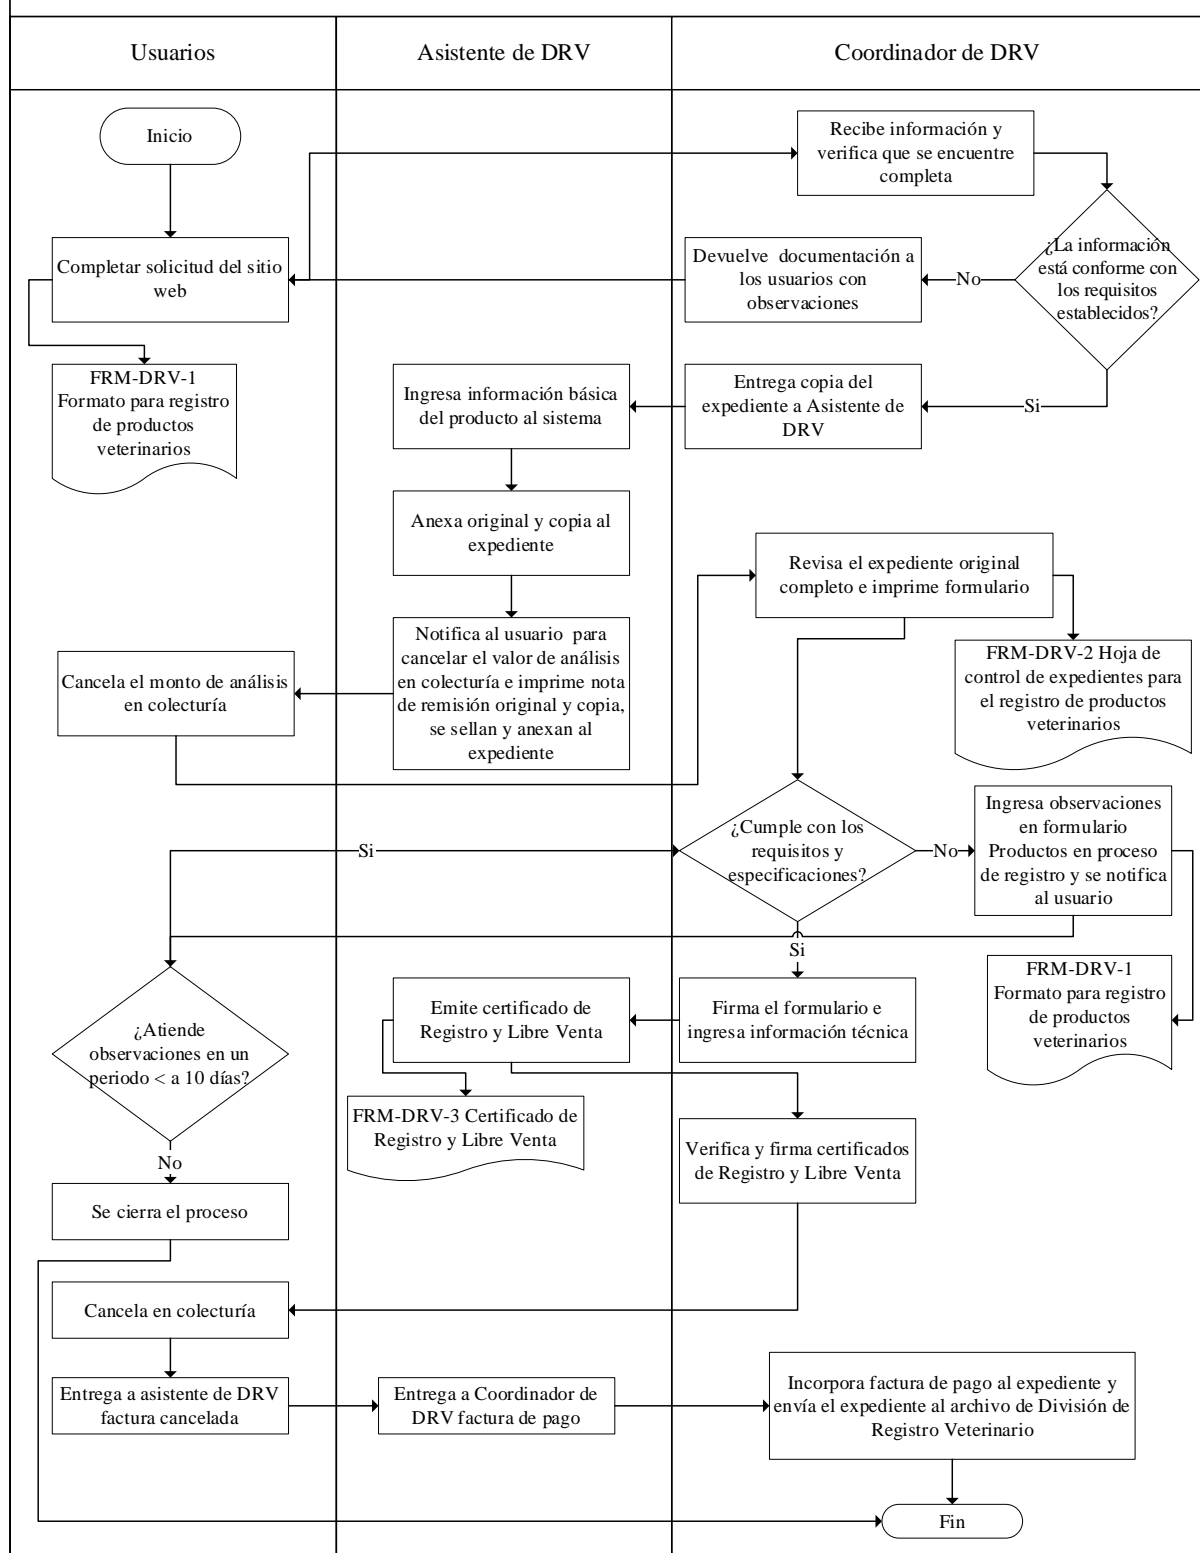 Usuarios
Asistente de DRV
Coordinador de DRV
Inicio
Recibe información y
verifica que se encuentre
completa
Completar solicitud del sitio
web
Devuelve documentación a
los usuarios con
observaciones
No
¿La información
está conforme con
los requisitos
establecidos?
FRM-DRV-1
Formato para registro
de productos
veterinarios
Ingresa información básica
del producto al sistema
Entrega copia del
expediente a Asistente de
DRV
Si
Anexa original y copia al
expediente
Revisa el expediente original
completo e imprime formulario
Cancela el monto de análisis
en colecturía
Notifica al usuario para
cancelar el valor de análisis
en colecturía e imprime nota
de remisión original y copia,
se sellan y anexan al
expediente
FRM-DRV-2 Hoja de
control de expedientes para
el registro de productos
veterinarios
Si
¿Cumple con los
requisitos y
especificaciones?
No
Ingresa observaciones
en formulario
Productos en proceso
de registro y se notifica
al usuario
Si
¿Atiende
observaciones en un
periodo < a 10 días?
Emite certificado de
Registro y Libre Venta
Firma el formulario e
ingresa información técnica
FRM-DRV-1
Formato para registro
de productos
veterinarios
FRM-DRV-3 Certificado de
Registro y Libre Venta
Verifica y firma certificados
de Registro y Libre Venta
No
Se cierra el proceso
Cancela en colecturía
Entrega a asistente de DRV
factura cancelada
Entrega a Coordinador de
DRV factura de pago
Incorpora factura de pago al expediente y
envía el expediente al archivo de División de
Registro Veterinario
Fin